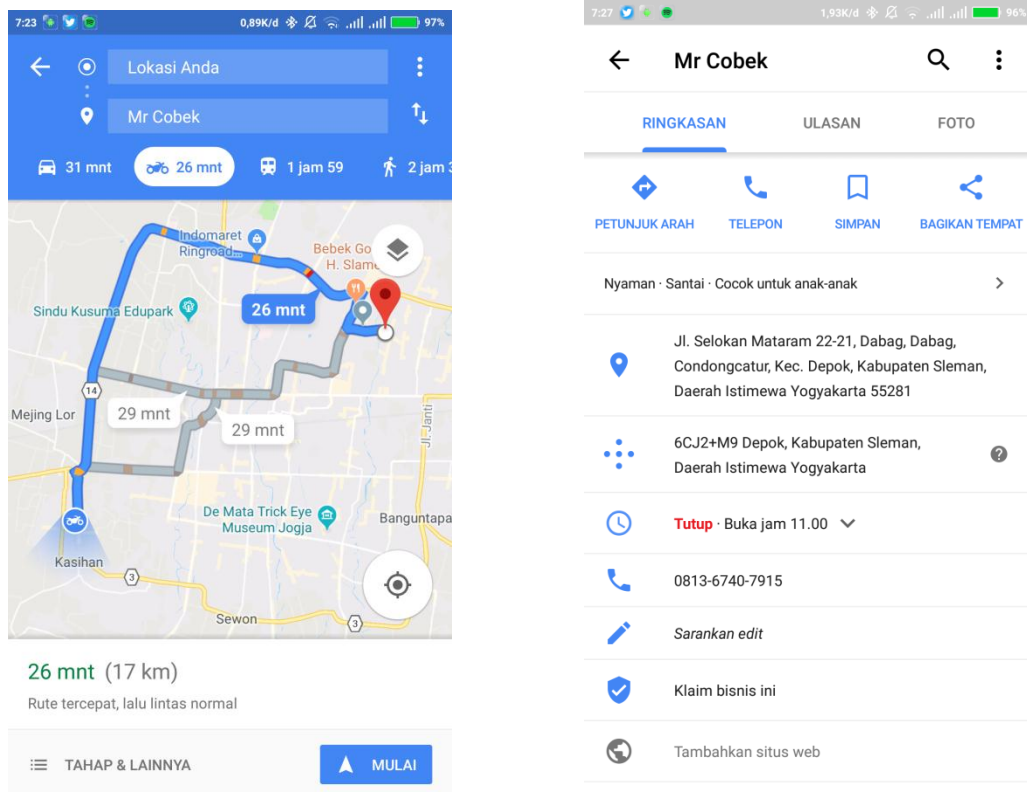 7:23
0,89K/d
97%
Lokasi Anda
Mr Cobek
31 mnt
26 mnt
1 jam 59
2 jam
Indomaret
Ringroad...
Bebek Go
H. Slame
Sindu Kusuma Edupark
26 mnt
14
Mejing Lor
29 mnt
29 mnt
Jl. Janti
De Mata Trick Eye
Museum Jogja
Banguntapa
Kasihan
3
Sewon
3
26 mnt (17 km)
Rute tercepat, lalu lintas normal
TAHAP & LAINNYA
MULAI
7:27
1,93K/d
96%
Mr Cobek
RINGKASAN
ULASAN
FOTO
PETUNJUK ARAH
TELEPON
SIMPAN
BAGIKAN TEMPAT
Nyaman · Santai · Cocok untuk anak-anak
Jl. Selokan Mataram 22-21, Dabag, Dabag,
Condongcatur, Kec. Depok, Kabupaten Sleman,
Daerah Istimewa Yogyakarta 55281
6CJ2+M9 Depok, Kabupaten Sleman,
Daerah Istimewa Yogyakarta
Tutup · Buka jam 11.00
0813-6740-7915
Sarankan edit
Klaim bisnis ini
Tambahkan situs web